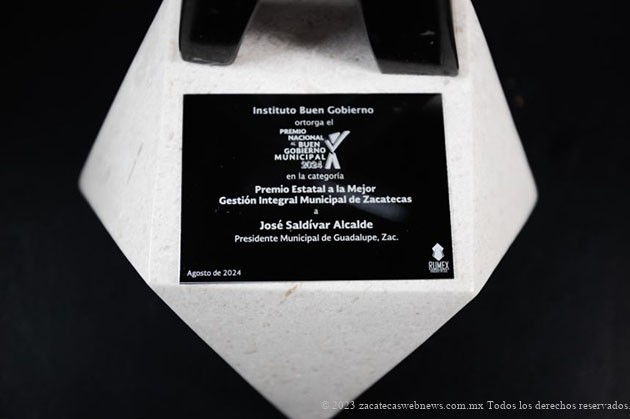 Instituto Buen Gobierno
ortorga el
PREMIO
NACIONAL
AL BUEN
GOBIERNO
MUNICIPAL
2024
en la categoría
Premio Estatal a la Mejor
Gestión Integral Municipal de Zacatecas
a
José Saldívar Alcalde
Presidente Municipal de Guadalupe, Zac.
Agosto de 2024
RUMEX
© 2023 zacatecaswebnews.com.mx Todos los derechos reservados.